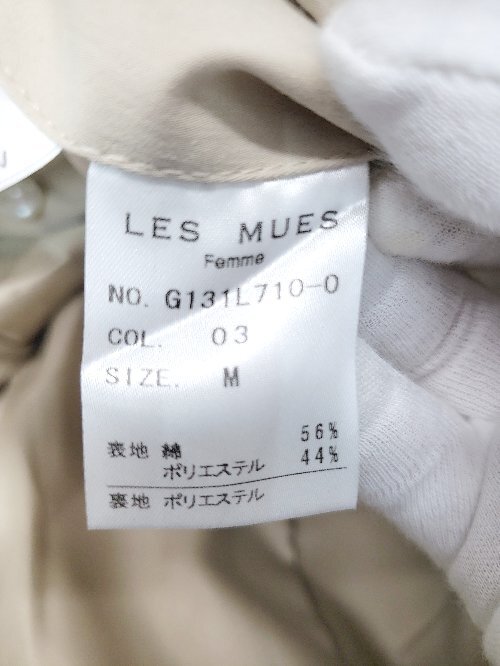 LES MUES
Femme
NO. G131L710-0
COL. 03
SIZE. M
表地 綿 56%
ポリエステル 44%
裏地 ポリエステル